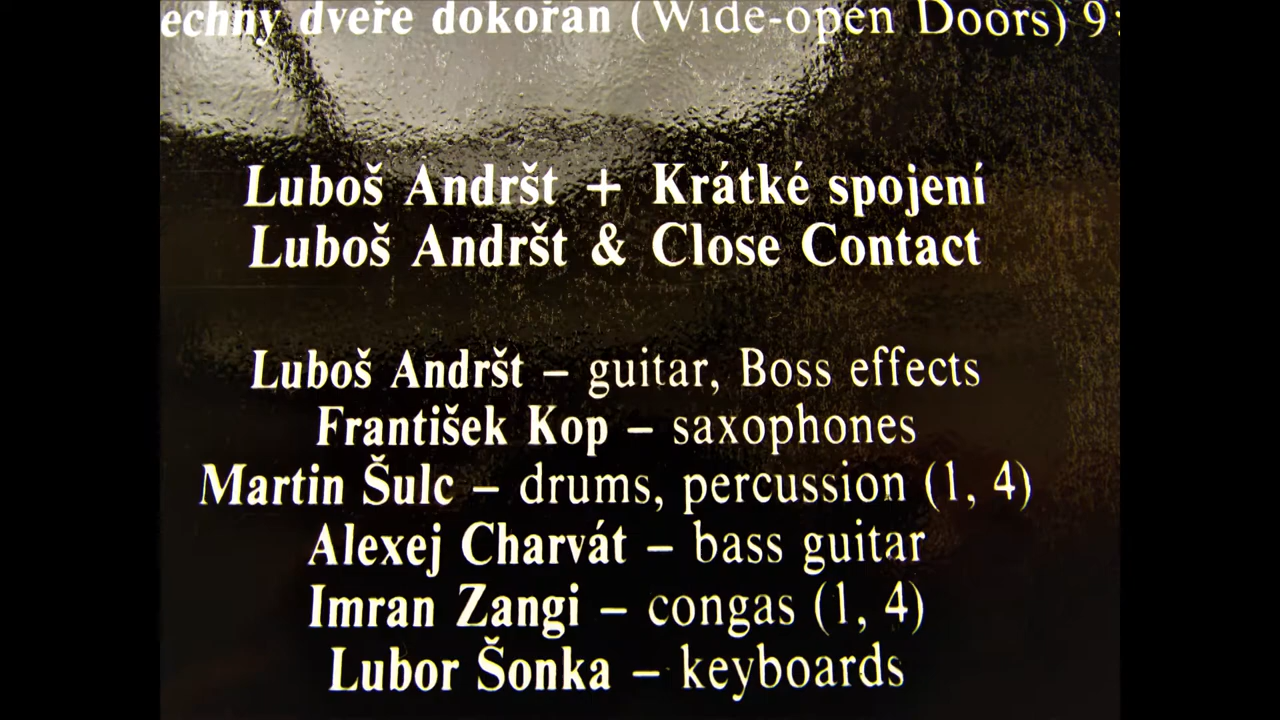 echny dveře dokořán (Wide-open Doors) 9:
Luboš Andršt + Krátké spojení
Luboš Andršt & Close Contact
Luboš Andršt – guitar, Boss effects
František Kop – saxophones
Martin Šulc – drums, percussion (1, 4)
Alexej Charvát – bass guitar
Imran Zangi – congas (1, 4)
Lubor Šonka – keyboards